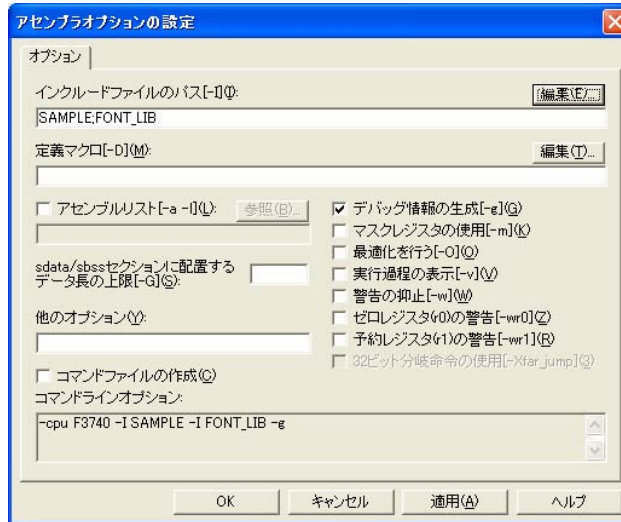 アセンブラオプションの設定
オプション
インクルードファイルのパス[-I](I):
編集(E)...
SAMPLE;FONT_LIB
定義マクロ[-D](M):
編集(T)...
アセンブルリスト[-a -l](L):
参照(B)...
デバッグ情報の生成[-g](G)
マスクレジスタの使用[-m](K)
最適化を行う[-O](O)
sdata/sbssセクションに配置する
データ長の上限[-G](S):
実行過程の表示[-v](V)
警告の抑止[-w](W)
他のオプション(Y):
ゼロレジスタ(r0)の警告[-wr0](Z)
予約レジスタ(r1)の警告[-wr1](R)
32ビット分岐命令の使用[-Xfar_jump](3)
コマンドファイルの作成(C)
コマンドラインオプション:
-cpu F3740 -I SAMPLE -I FONT_LIB -g
OK
キャンセル
適用(A)
ヘルプ